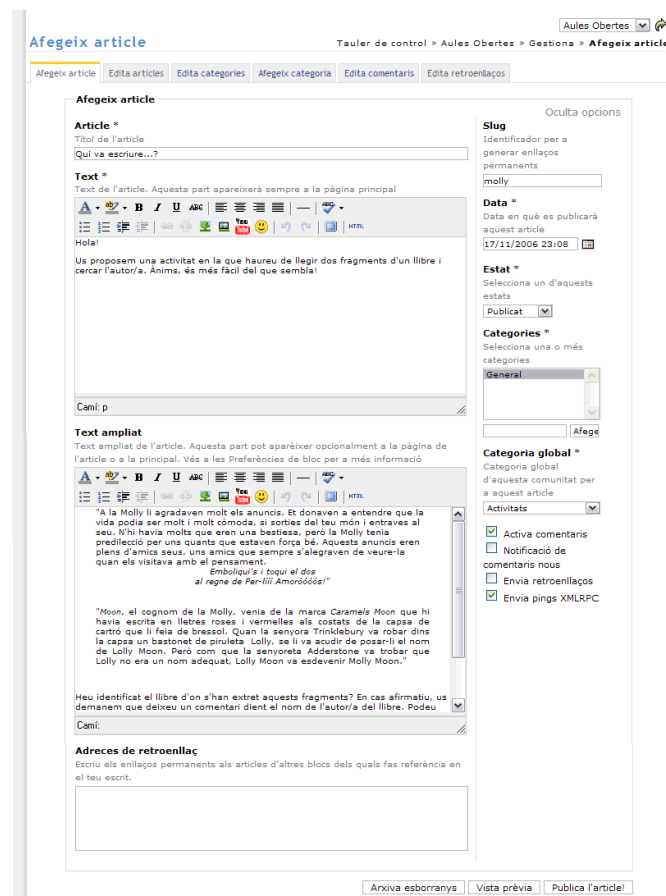 Aules Obertes
Afegeix article
Tauler de control » Aules Obertes » Gestiona » Afegeix article
Afegeix article Edita articles Edita categories Afegeix categoria Edita comentaris Edita retroenllaços
Afegeix article
Oculta opcions
Article *
Títol de l'article
Qui va escriure...?
Text *
Text de l'article. Aquesta part apareixerà sempre a la pàgina principal
Hola!
Us proposem una activitat en la que haureu de llegir dos fragments d'un llibre i
cercar l'autor/a. Ànims, és més fàcil del que sembla!
Camí: p
Text ampliat
Text ampliat de l'article. Aquesta part pot aparèixer opcionalment a la pàgina de
l'article o a la principal. Vés a les Preferències de bloc per a més informació
"A la Molly li agradaven molt els anuncis. Et donaven a entendre que la
vida podia ser molt i molt còmoda, si sorties del teu món i entraves al
seu. N'hi havia molts que eren una bestiesa, però la Molly tenia
predilecció per uns quants que estaven força bé. Aquests anuncis eren
plens d'amics seus, uns amics que sempre s'alegraven de veure-la
quan els visitava amb el pensament.
Emboliqui's i toqui el dos
al regne de Per-lííí Amoróóóós!"
"Moon, el cognom de la Molly, venia de la marca Caramels Moon que hi
havia escrita en lletres roses i vermelles als costats de la capsa de
cartró que li feia de bressol. Quan la senyora Trinklebury va robar dins
la capsa un bastonet de piruleta Lolly, se li va acudir de posar-li el nom
de Lolly Moon. Però com que la senyoreta Adderstone va trobar que
Lolly no era un nom adequat, Lolly Moon va esdevenir Molly Moon."
Heu identificat el llibre d'on s'han extret aquests fragments? En cas afirmatiu, us
demanem que deixeu un comentari dient el nom de l'autor/a del llibre. Podeu
Camí:
Adreces de retroenllaç
Escriu els enllaços permanents als articles d'altres blocs dels quals fas referència en
el teu escrit.
Slug
Identificador per a
generar enllaços
permanents
molly
Data *
Data en què es publicarà
aquest article
17/11/2006 23:08
Estat *
Selecciona un d'aquests
estats
Publicat
Categories *
Selecciona una o més
categories
General
Afege
Categoria global *
Categoria global
d'aquesta comunitat per
a aquest article
Activitats
Activa comentaris
Notificació de
comentaris nous
Envia retroenllaços
Envia pings XMLRPC
Arxiva esborranys Vista prèvia Publica l'article!